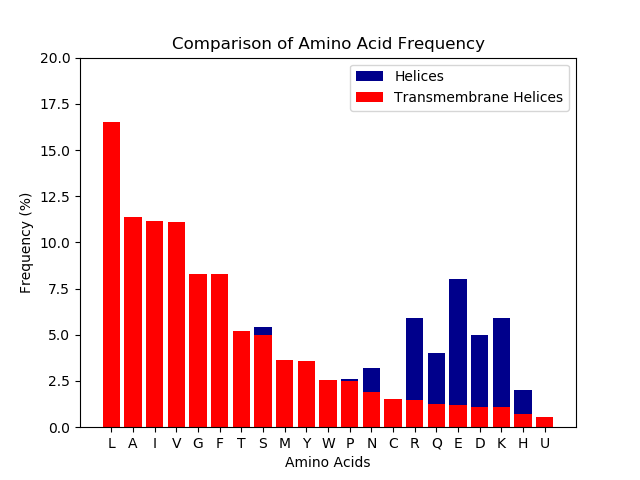 Comparison of Amino Acid Frequency
Helices
Transmembrane Helices
Frequency (%)
20.0
17.5
15.0
12.5
10.0
7.5
5.0
2.5
0.0
L A I V G F T S M Y W P N C R Q E D K H U
Amino Acids